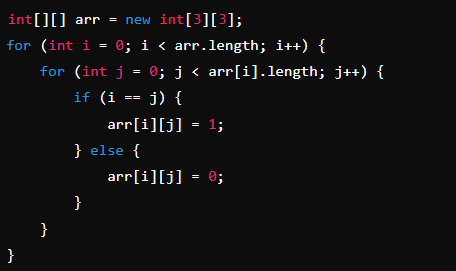 int[][] arr = new int[3][3];
for (int i = 0; i < arr.length; i++) {
    for (int j = 0; j < arr[i].length; j++) {
        if (i == j) {
            arr[i][j] = 1;
        } else {
            arr[i][j] = 0;
        }
    }
}